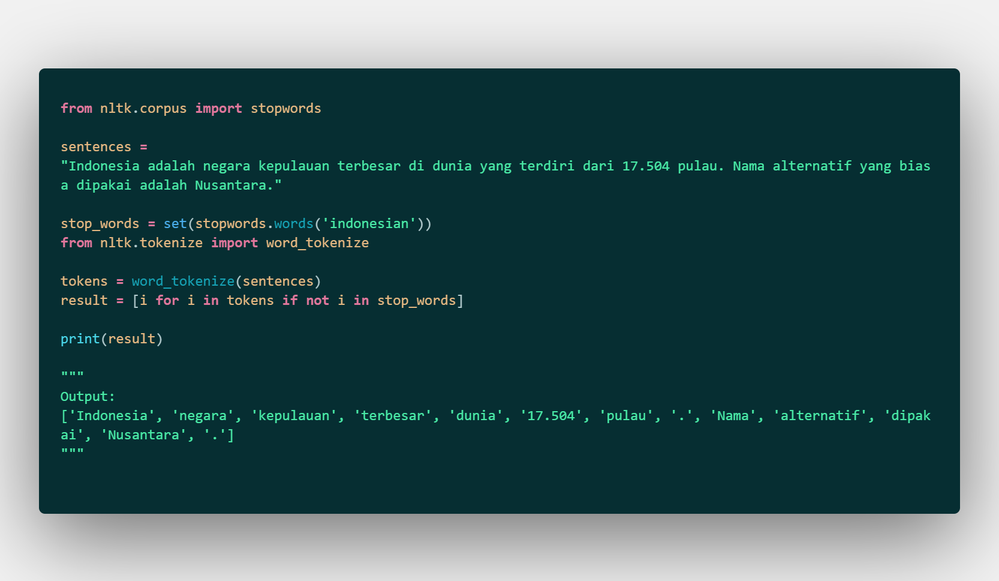 from nltk.corpus import stopwords
sentences =
"Indonesia adalah negara kepulauan terbesar di dunia yang terdiri dari 17.504 pulau. Nama alternatif yang bias
a dipakai adalah Nusantara."
stop_words = set(stopwords.words('indonesian'))
from nltk.tokenize import word_tokenize
tokens = word_tokenize(sentences)
result = [i for i in tokens if not i in stop_words]
print(result)
"""
Output:
['Indonesia', 'negara', 'kepulauan', 'terbesar', 'dunia', '17.504', 'pulau', '.', 'Nama', 'alternatif', 'dipak
ai', 'Nusantara', '.']
"""